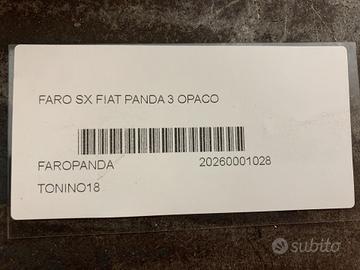 FARO SX FIAT PANDA 3 OPACO
FAROPANDA 20260001028
TONINO18
subito